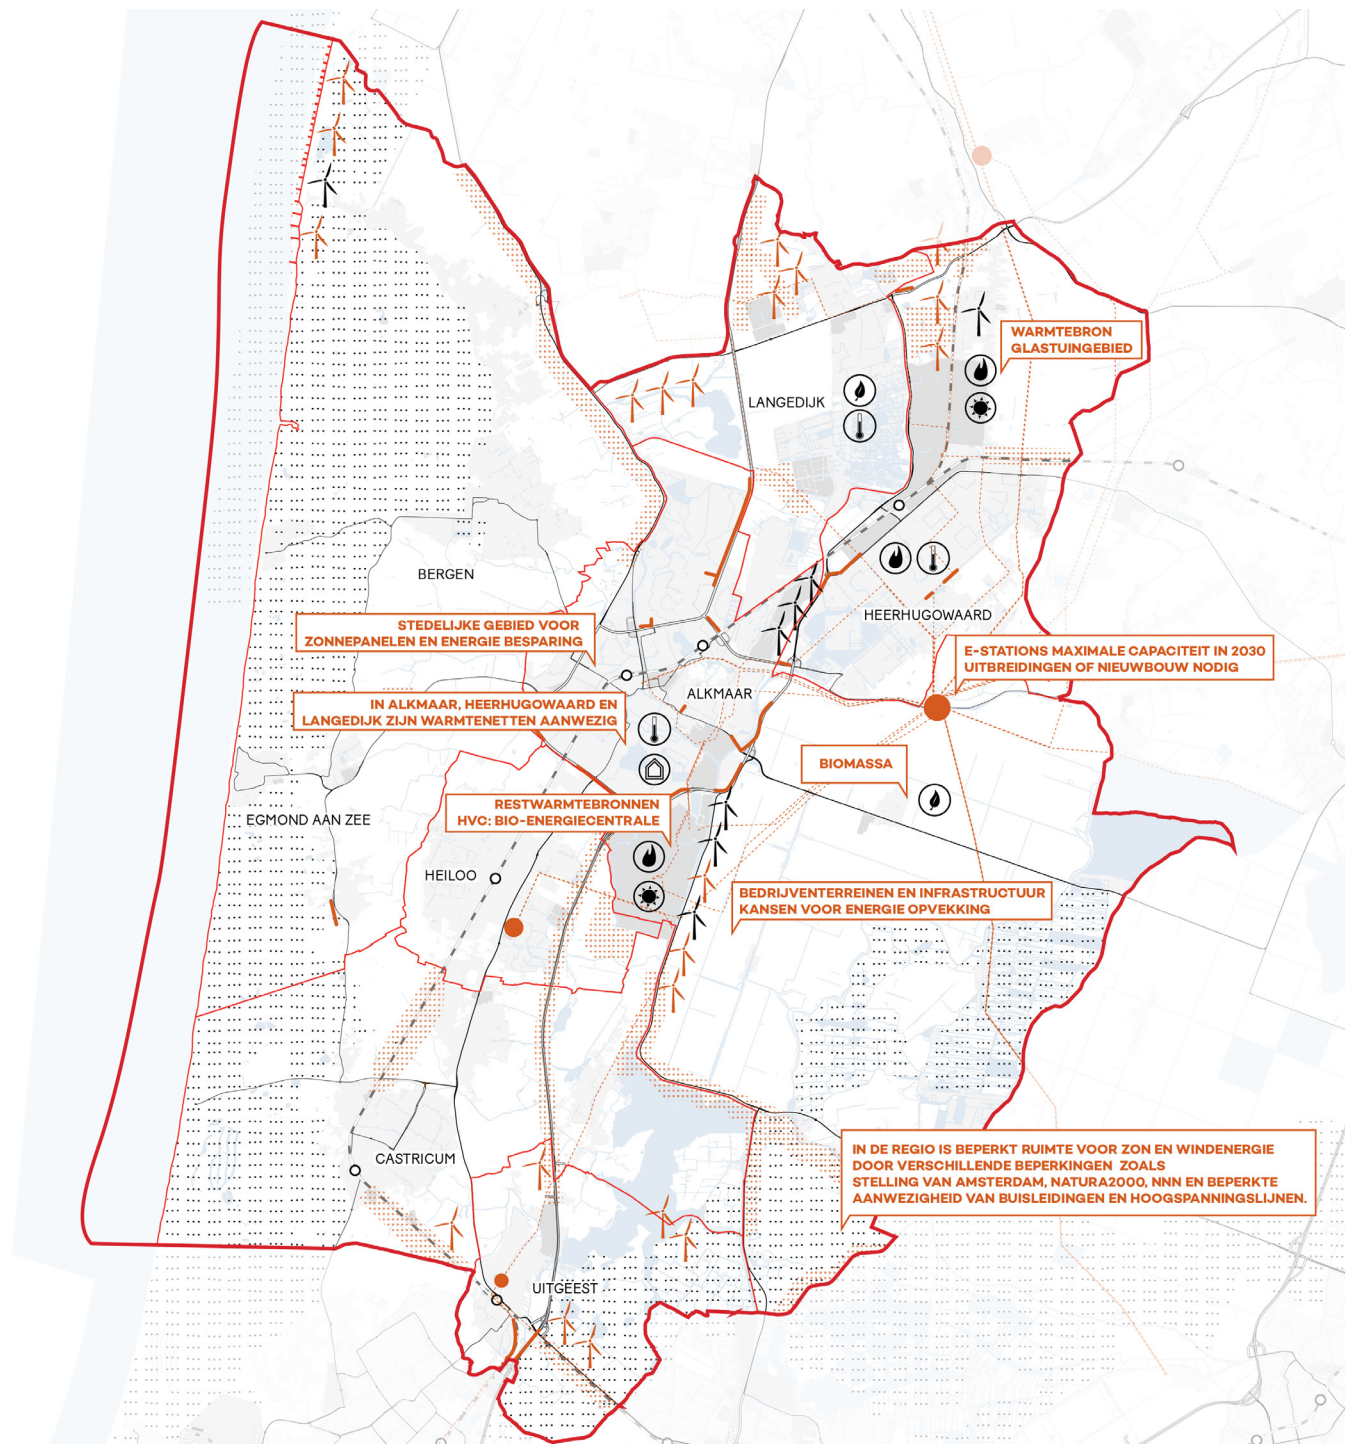 WARMTEBRON
GLASTUINGEBIED
LANGEDIJK
BERGEN
HEERHUGOWAARD
STEDELIJKE GEBIED VOOR
ZONNEPANELEN EN ENERGIE BESPARING
E-STATIONS MAXIMALE CAPACITEIT IN 2030
UITBREIDINGEN OF NIEUWBOUW NODIG
ALKMAAR
IN ALKMAAR, HEERHUGOWAARD EN
LANGEDIJK ZIJN WARMTENETTEN AANWEZIG
BIOMASSA
RESTWARMTEBRONNEN
HVC: BIO-ENERGIECENTRALE
EGMOND AAN ZEE
HEILOO
BEDRIJVENTERREINEN EN INFRASTRUCTUUR
KANSEN VOOR ENERGIE OPVEKKING
IN DE REGIO IS BEPERKT RUIMTE VOOR ZON EN WINDENERGIE
DOOR VERSCHILLENDE BEPERKINGEN ZOALS
STELLING VAN AMSTERDAM, NATURA2000, NNN EN BEPERKTE
AANWEZIGHEID VAN BUISLEIDINGEN EN HOOGSPANNINGSLIJNEN.
CASTRICUM
UITGEEST